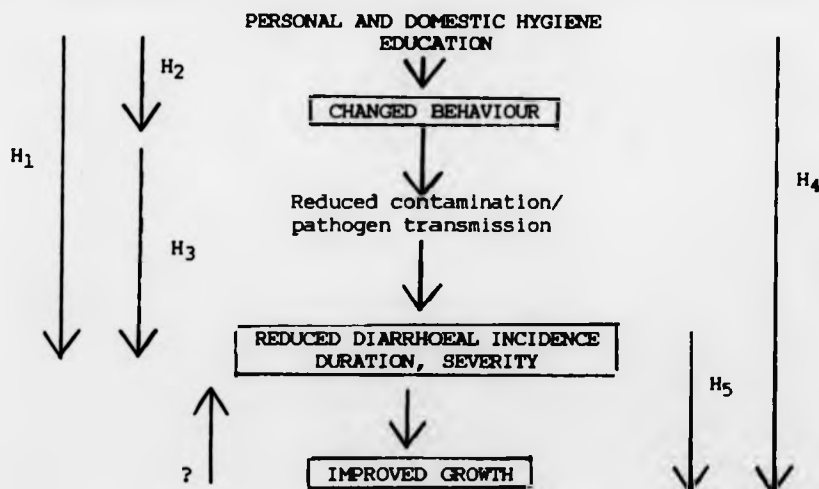 PERSONAL AND DOMESTIC HYGIENE
EDUCATION
H2
CHANGED BEHAVIOUR
H1
H4
Reduced contamination/
pathogen transmission
H3
REDUCED DIARRHOEAL INCIDENCE
DURATION, SEVERITY
H5
?
IMPROVED GROWTH